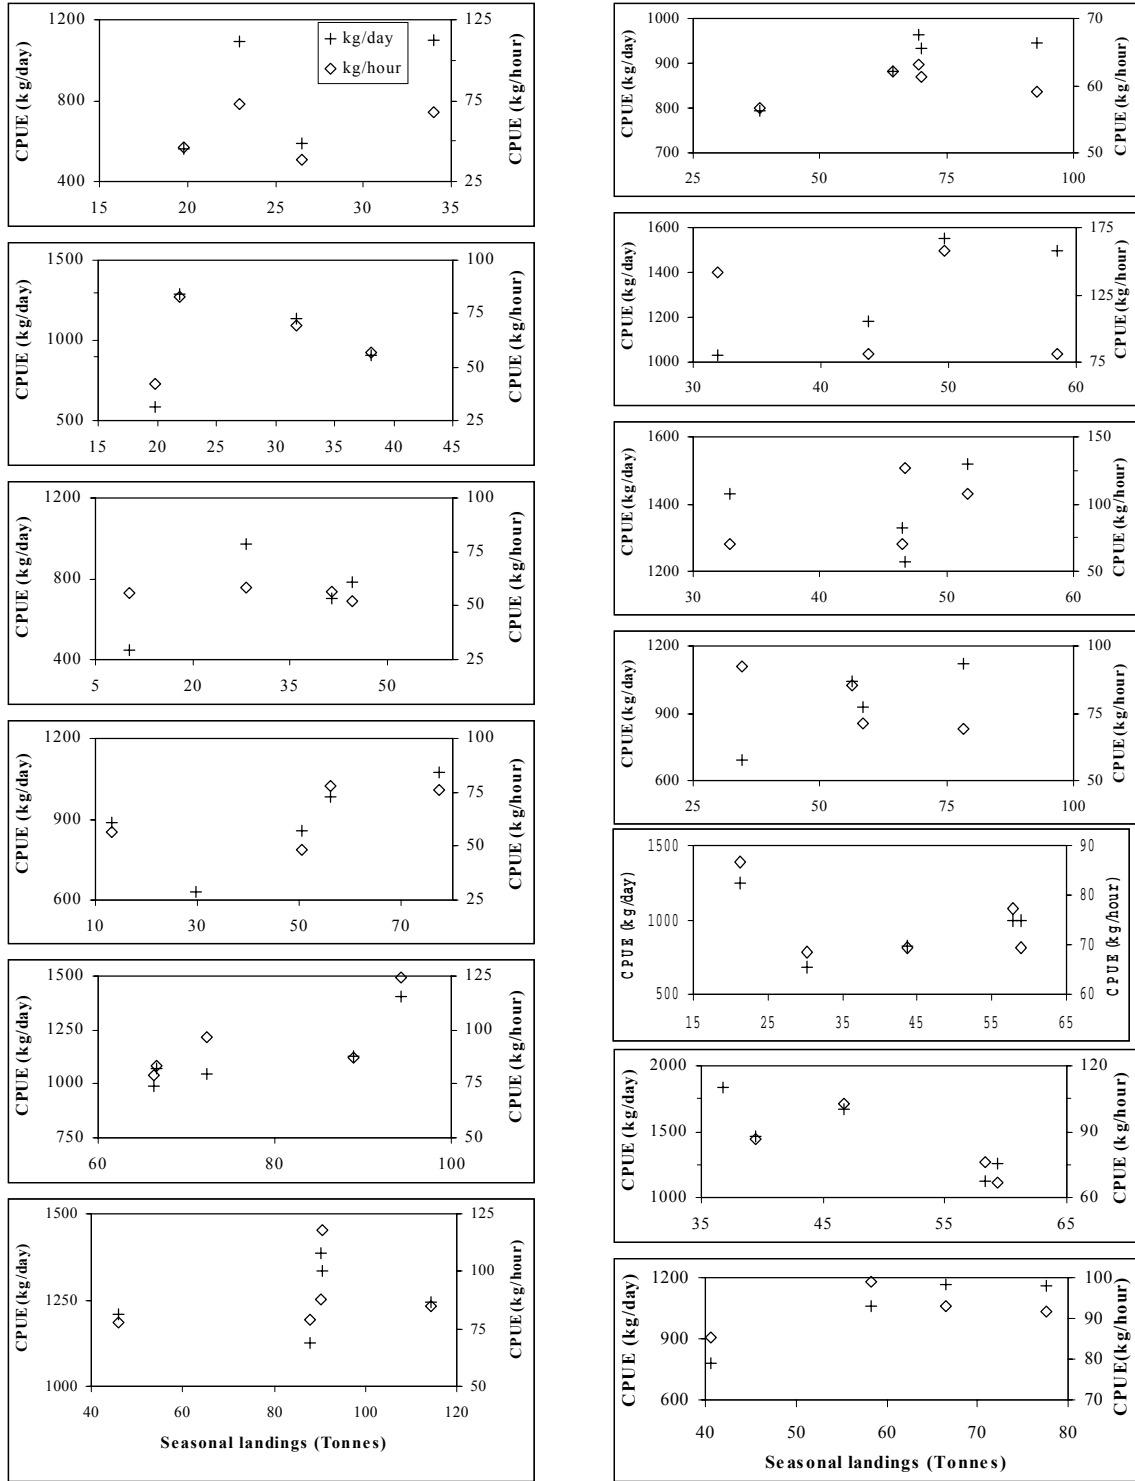 1200
125
CPUE (kg/day)
CPUE (kg/hour)
kg/day
kg/hour
800
75
400
25
15 20 25 30 35
1500
100
CPUE (kg/day)
CPUE (kg/hour)
75
1000
50
500
25
15 20 25 30 35 40 45
1200
100
CPUE (kg/day)
CPUE (kg/hour)
75
800
50
400
25
5 20 35 50
1200
100
CPUE (kg/day)
CPUE (kg/hour)
75
900
50
600
25
10 30 50 70
1500
125
CPUE (kg/day)
CPUE (kg/hour)
1250
100
1000
75
750
50
60 80 100
1500
125
CPUE(kg/day)
CPUE(kg/hour)
100
1250
75
1000
50
40 60 80 100 120
Seasonal landings (Tonnes)
1000
70
CPUE (kg/day)
CPUE (kg/hour)
900
60
800
700
50
25 50 75 100
1600
175
CPUE (kg/day)
CPUE (kg/hour)
1400
125
1200
1000
75
30 40 50 60
1600
150
CPUE (kg/day)
CPUE (kg/hour)
1400
100
1200
50
30 40 50 60
1200
100
CPUE(kg/day)
CPUE(kg/hour)
900
75
600
50
25 50 75 100
1500
90
CPUE (kg/day)
CPUE (kg/hour)
80
1000
70
500
60
15 25 35 45 55 65
2000
120
CPUE (kg/day)
CPUE (kg/hour)
1500
90
1000
60
35 45 55 65
1200
100
CPUE (kg/day)
CPUE(kg/hour)
90
900
80
600
70
40 50 60 70 80
Seasonal landings (Tonnes)